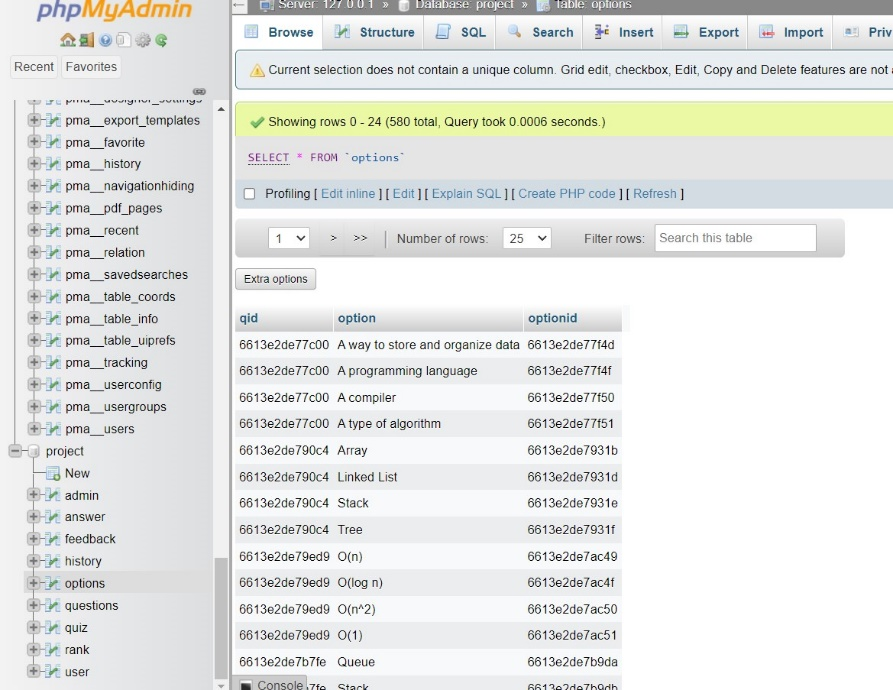 phpMyAdmin
Recent Favorites
pma__designer_settings
pma__export_templates
pma__favorite
pma__history
pma__navigationhiding
pma__pdf_pages
pma__recent
pma__relation
pma__savedsearches
pma__table_coords
pma__table_info
pma__table_uiprefs
pma__tracking
pma__userconfig
pma__usergroups
pma__users
project
New
admin
answer
feedback
history
options
questions
quiz
rank
user
Server: 127.0.0.1 » Database: project » Table: options
Browse Structure SQL Search Insert Export Import Priv
Current selection does not contain a unique column. Grid edit, checkbox, Edit, Copy and Delete features are not
Showing rows 0 - 24 (580 total, Query took 0.0006 seconds.)
SELECT * FROM `options`
Profiling [ Edit inline ] [ Edit ] [ Explain SQL ] [ Create PHP code ] [ Refresh ]
1 > >> Number of rows: 25 Filter rows: Search this table
Extra options
qid option optionid
6613e2de77c00 A way to store and organize data 6613e2de77f4d
6613e2de77c00 A programming language 6613e2de77f4f
6613e2de77c00 A compiler 6613e2de77f50
6613e2de77c00 A type of algorithm 6613e2de77f51
6613e2de790c4 Array 6613e2de7931b
6613e2de790c4 Linked List 6613e2de7931d
6613e2de790c4 Stack 6613e2de7931e
6613e2de790c4 Tree 6613e2de7931f
6613e2de79ed9 O(n) 6613e2de7ac49
6613e2de79ed9 O(log n) 6613e2de7ac4f
6613e2de79ed9 O(n^2) 6613e2de7ac50
6613e2de79ed9 O(1) 6613e2de7ac51
6613e2de7b7fe Queue 6613e2de7b9da
Console 7fe Stack 6613e2de7b9db